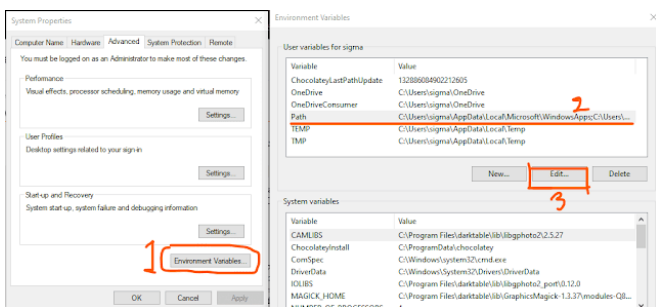 System Properties
Computer Name Hardware Advanced System Protection Remote
You must be logged on as an Administrator to make most of these changes.
Performance
Visual effects, processor scheduling, memory usage and virtual memory
Settings...
User Profiles
Desktop settings related to your sign-in
Settings...
Start-up and Recovery
System start-up, system failure and debugging information
Settings...
1
Environment Variables...
OK Cancel Apply
Environment Variables
User variables for sigma
Variable Value
ChocolateyLastPathUpdate 132886084902212605
OneDrive C:\Users\sigma\OneDrive
OneDriveConsumer C:\Users\sigma\OneDrive
2
Path C:\Users\sigma\AppData\Local\Microsoft\WindowsApps;C:\Users\...
TEMP C:\Users\sigma\AppData\Local\Temp
TMP C:\Users\sigma\AppData\Local\Temp
New... Edit... Delete
3
System variables
Variable Value
CAMLIBS C:\Program Files\darktable\lib\libgphoto2\2.5.27
ChocolateyInstall C:\ProgramData\chocolatey
ComSpec C:\Windows\system32\cmd.exe
DriverData C:\Windows\System32\Drivers\DriverData
IOLIBS C:\Program Files\darktable\lib\libgphoto2_port\0.12.0
MAGICK_HOME C:\Program Files\darktable\lib\GraphicsMagick-1.3.37\modules-Q8...
NUMBER_OF_PROCESSORS